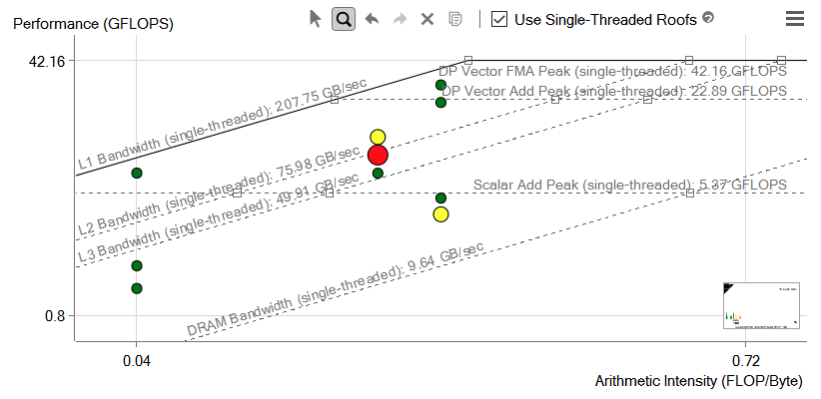 Performance (GFLOPS)
Use Single-Threaded Roofs
42.16
DP Vector FMA Peak (single-threaded): 42.16 GFLOPS
DP Vector Add Peak (single-threaded): 22.89 GFLOPS
L1 Bandwidth (single-threaded): 207.75 GB/sec
L2 Bandwidth (single-threaded): 75.98 GB/sec
L3 Bandwidth (single-threaded): 49.91 GB/sec
Scalar Add Peak (single-threaded): 5.37 GFLOPS
DRAM Bandwidth (single-threaded): 9.64 GB/sec
0.8
0.04
0.72
Arithmetic Intensity (FLOP/Byte)